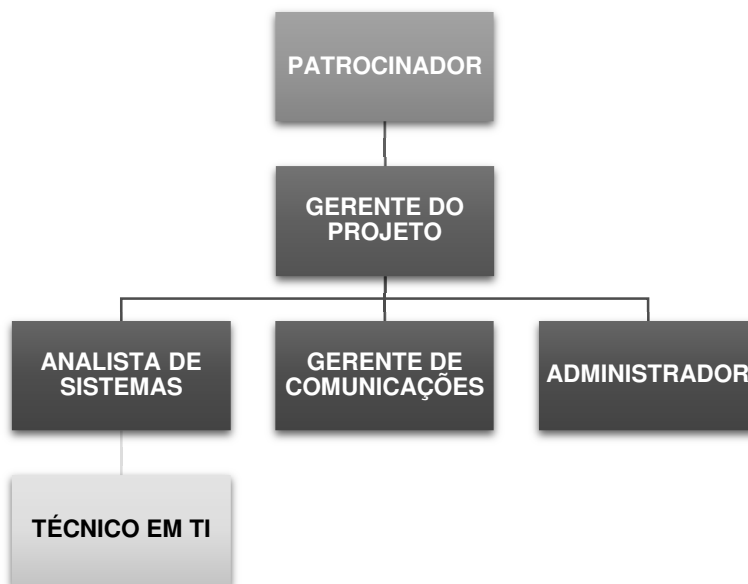 PATROCINADOR
GERENTE DO
PROJETO
ANALISTA DE
SISTEMAS
GERENTE DE
COMUNICAÇÕES
ADMINISTRADOR
TÉCNICO EM TI